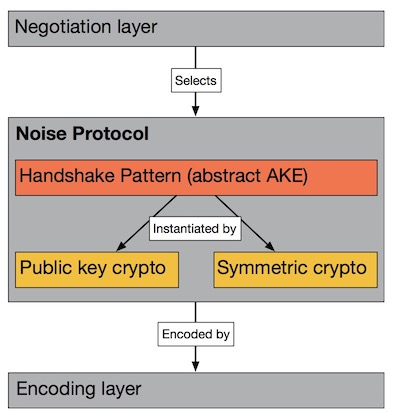 Negotiation layer
Selects
Noise Protocol
Handshake Pattern (abstract AKE)
Instantiated by
Public key crypto
Symmetric crypto
Encoded by
Encoding layer